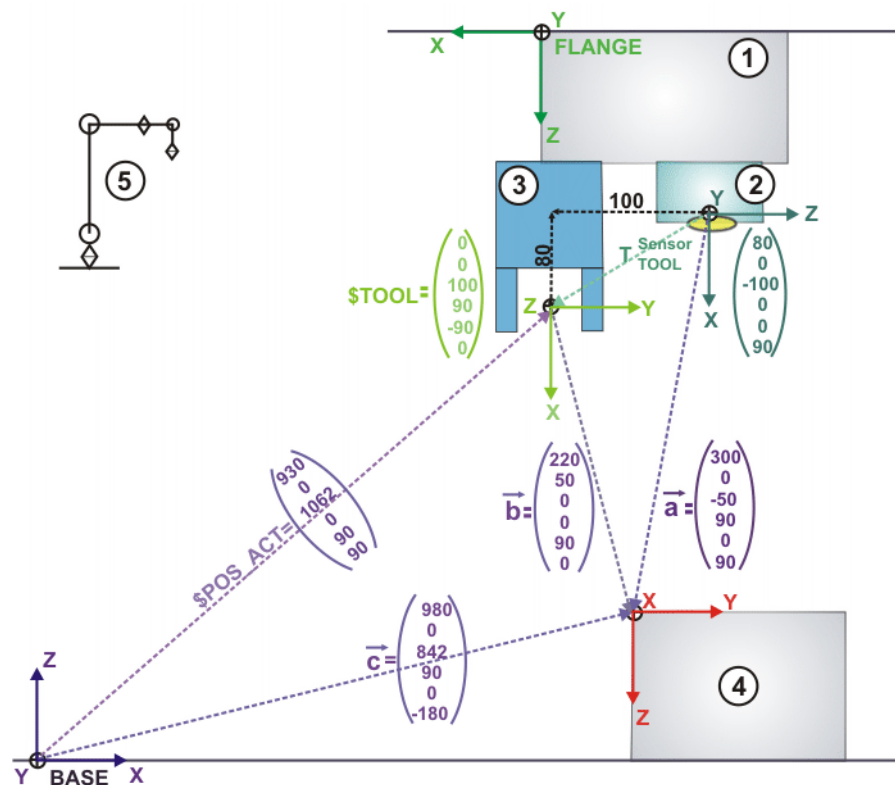 Y
X
FLANGE
1
Z
5
3
2
100
Y
Z
80
T Sensor
TOOL
$TOOL=
0
0
100
90
-90
0
80
0
-100
0
0
90
Z
Y
X
X
930
0
1062
0
90
90
$POS_ACT=
b=
220
50
0
0
90
0
a=
300
0
-50
90
0
90
X
Y
Z
4
c=
980
0
842
90
0
-180
Z
Y
BASE
X